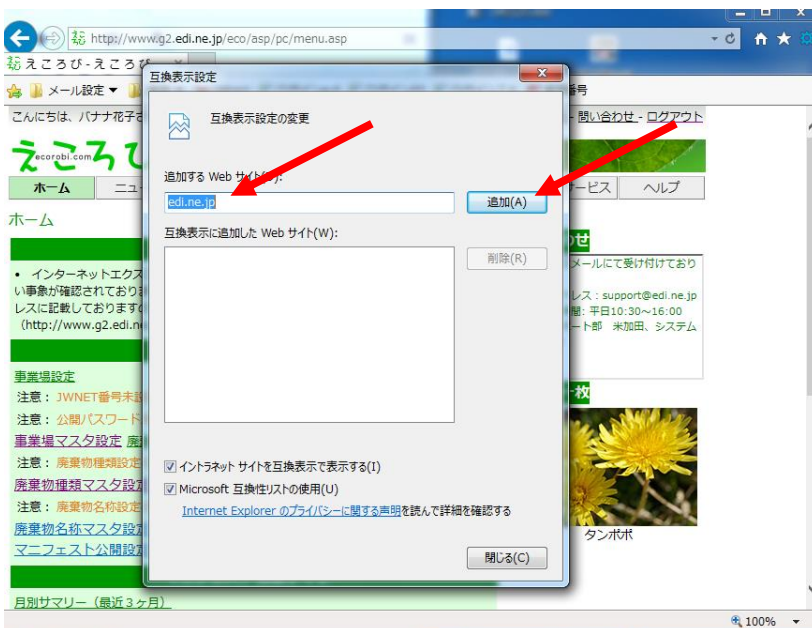 http://www.g2.edi.ne.jp/eco/asp/pc/menu.asp
えころび - えころび
メール設定
番号
互換表示設定
こんにちは、バナナ花子さ
- 問い合わせ - ログアウト
互換表示設定の変更
えころび
ecorobi.com
追加する Web サイト
ホーム
ニュ
edi.ne.jp
追加(A)
ービス
ヘルプ
ホーム
互換表示に追加した Web サイト(W):
わせ
削除(R)
メールにて受け付けており
• インターネットエクス
い事象が確認されており
レス：support@edi.ne.jp
レスに記載しております
間: 平日10:30～16:00
（http://www.g2.edi.n
ート部　米加田、システム
事業場設定
注意： JWNET番号未
枚
注意： 公開パスワード
事業場マスタ設定 廃
注意： 廃棄物種類設定
イントラネット サイトを互換表示で表示する(I)
廃棄物種類マスタ設
Microsoft 互換性リストの使用(U)
注意： 廃棄物名称設定
Internet Explorer のプライバシーに関する声明を読んで詳細を確認する
廃棄物名称マスタ設
タンポポ
マニフェスト公開設
閉じる(C)
月別サマリー（最近３ヶ月）
100%